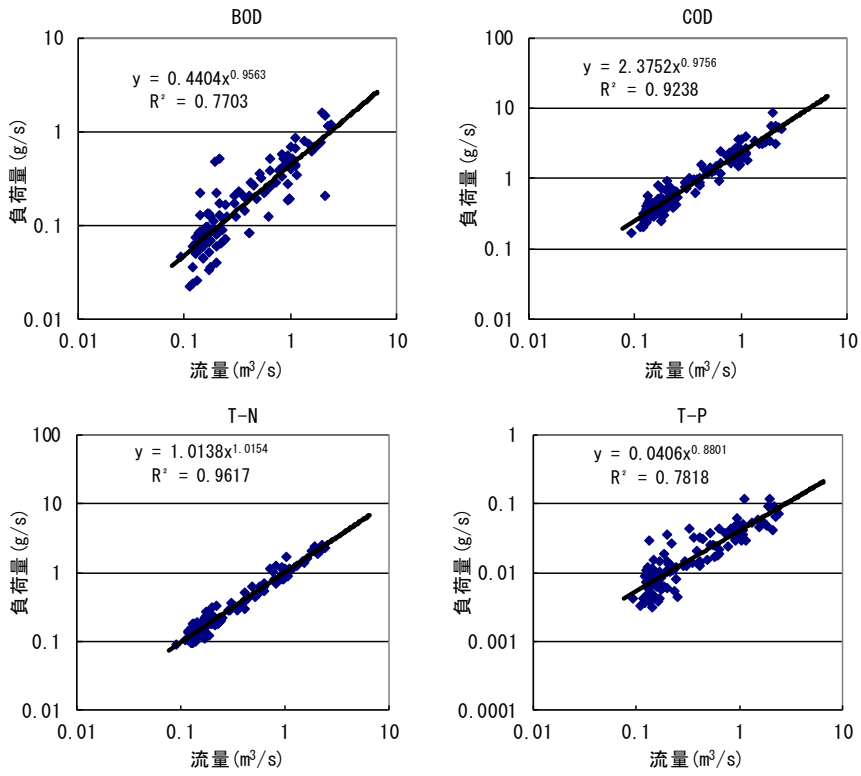 BOD
10
y = 0.4404x^0.9563
R² = 0.7703
1
負荷量(g/s)
0.1
0.01
0.01 0.1 1 10
流量(m³/s)
COD
100
y = 2.3752x^0.9756
R² = 0.9238
10
負荷量(g/s)
1
0.1
0.01
0.01 0.1 1 10
流量(m³/s)
T-N
100
y = 1.0138x^1.0154
R² = 0.9617
10
負荷量(g/s)
1
0.1
0.01
0.01 0.1 1 10
流量(m³/s)
T-P
1
y = 0.0406x^0.8801
R² = 0.7818
0.1
負荷量(g/s)
0.01
0.001
0.0001
0.01 0.1 1 10
流量(m³/s)